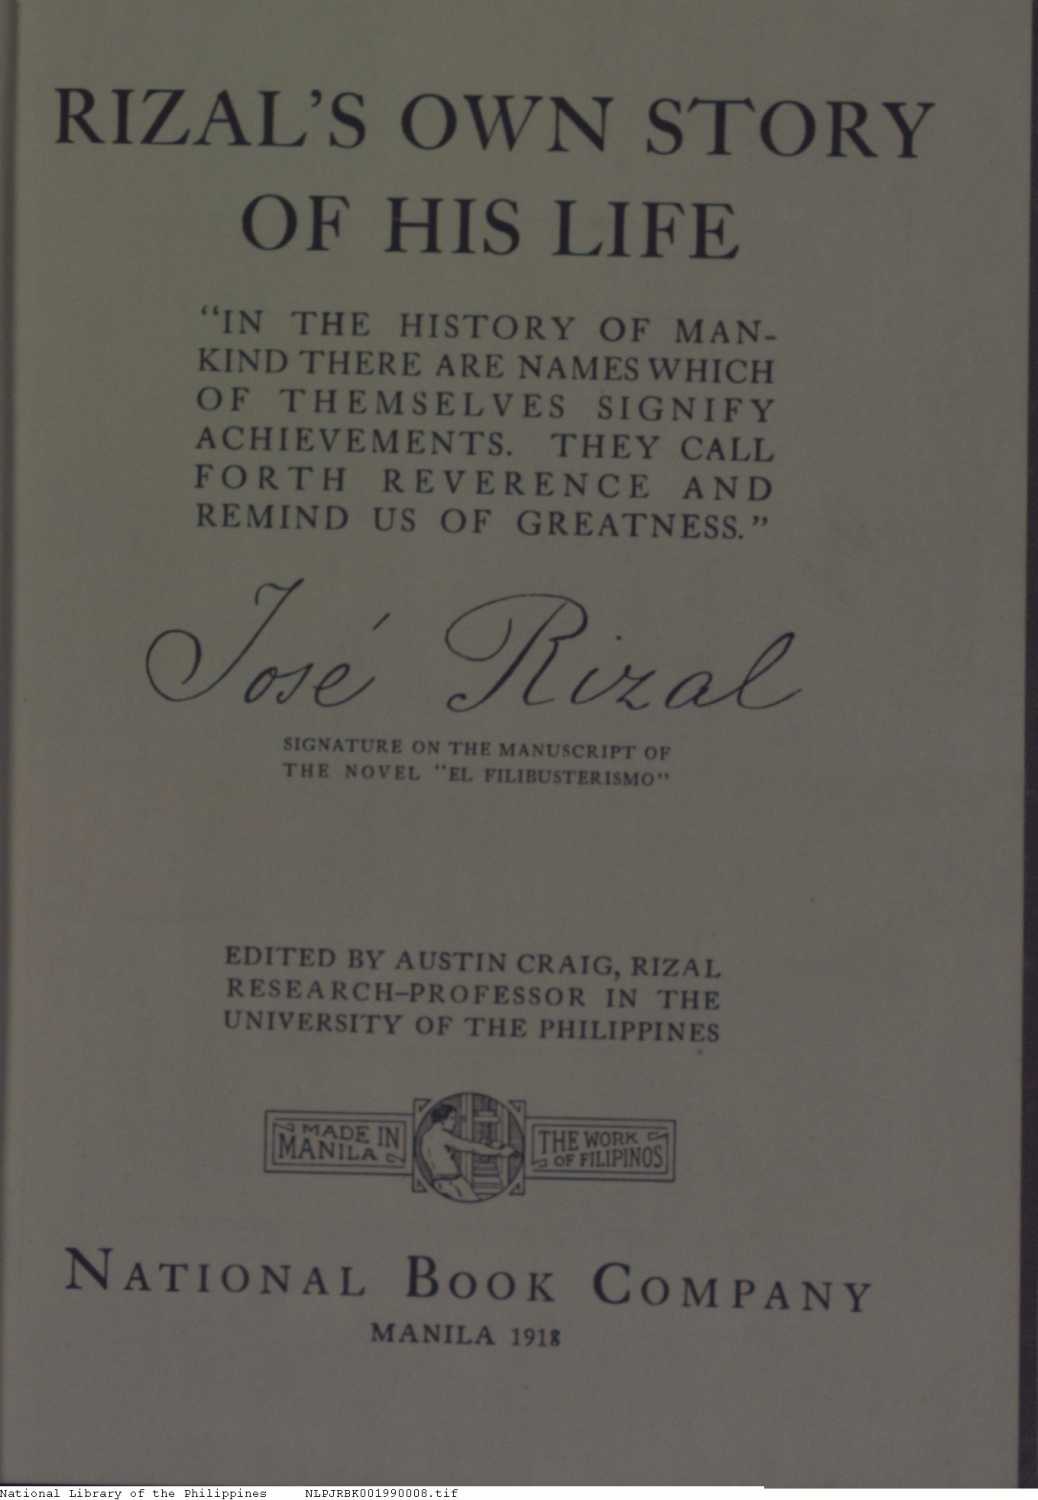 RIZAL'S OWN STORY
OF HIS LIFE
"IN THE HISTORY OF MAN-
KIND THERE ARE NAMES WHICH
OF THEMSELVES SIGNIFY
ACHIEVEMENTS. THEY CALL
FORTH REVERENCE AND
REMIND US OF GREATNESS."
José Rizal
SIGNATURE ON THE MANUSCRIPT OF
THE NOVEL "EL FILIBUSTERISMO"
EDITED BY AUSTIN CRAIG, RIZAL
RESEARCH-PROFESSOR IN THE
UNIVERSITY OF THE PHILIPPINES
MADE IN
MANILA
THE WORK
OF FILIPINOS
NATIONAL BOOK COMPANY
MANILA 1918
National Library of the Philippines NLPJRBK001990008.tif